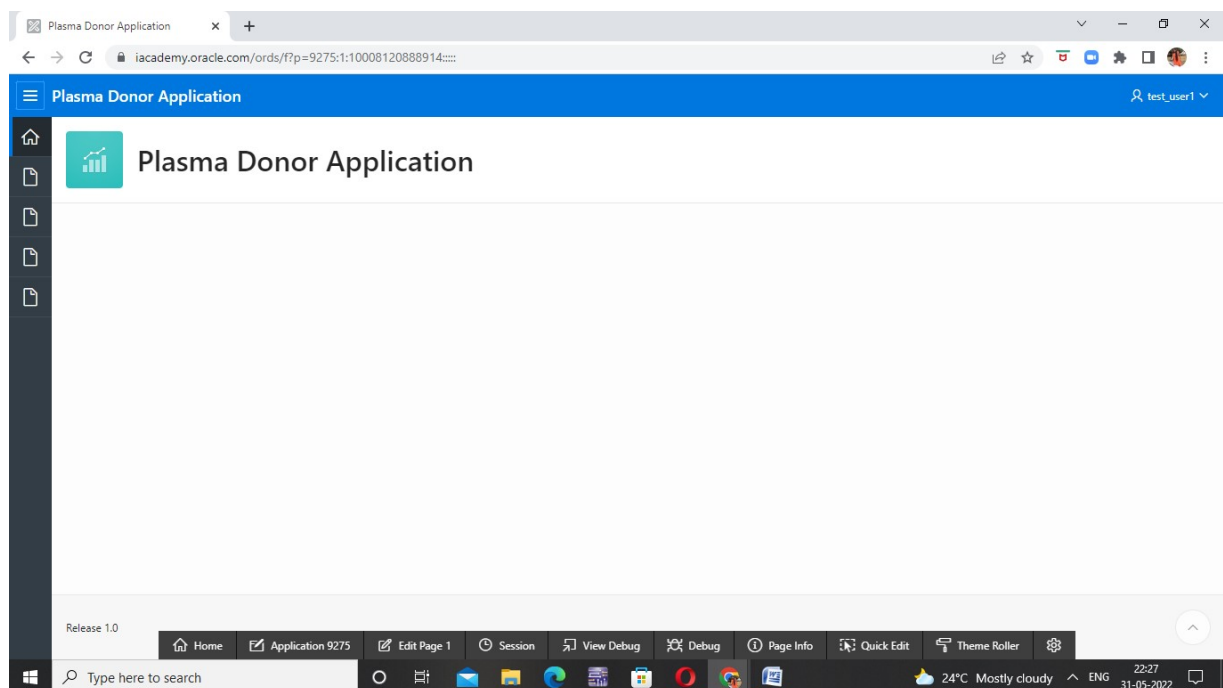 Plasma Donor Application
iacademy.oracle.com/ords/f?p=9275:1:10008120888914:::::
Plasma Donor Application
test_user1
Plasma Donor Application
Release 1.0
Home Application 9275 Edit Page 1 Session View Debug Debug Page Info Quick Edit Theme Roller
Type here to search
24°C Mostly cloudy ENG
22:27
31-05-2022